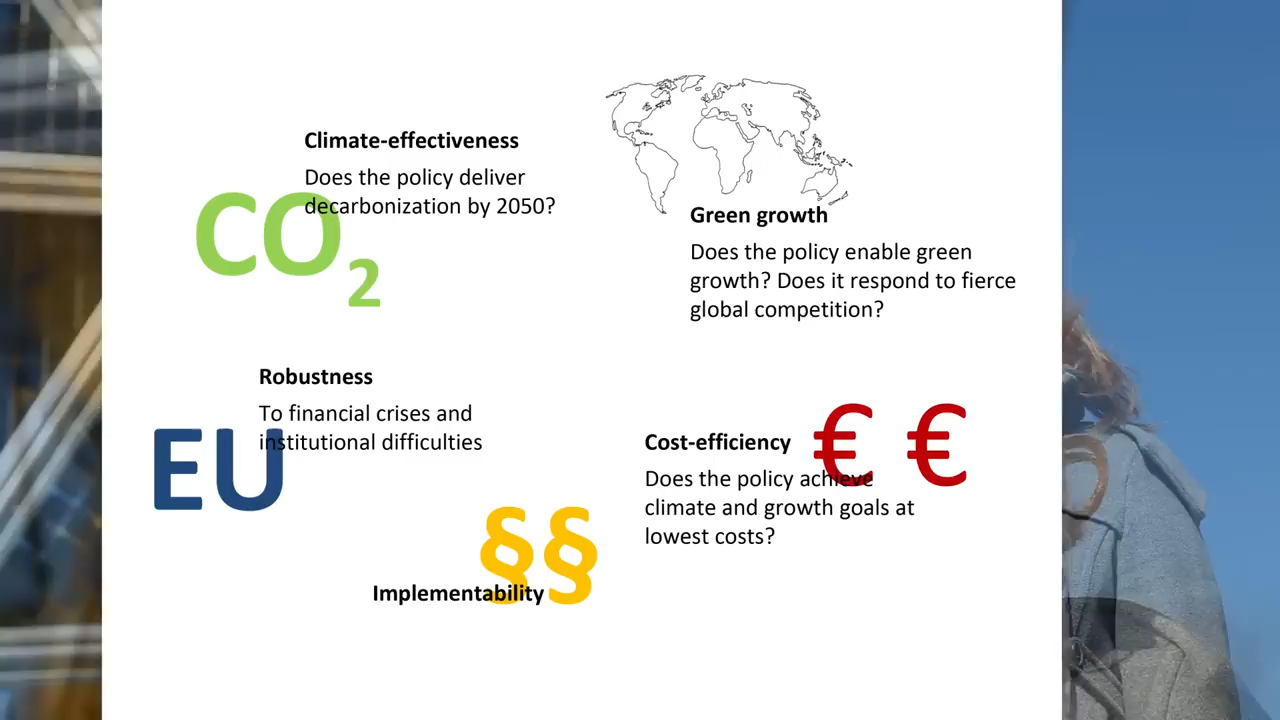 Climate-effectiveness
Does the policy deliver
decarbonization by 2050?
CO2
Green growth
Does the policy enable green
growth? Does it respond to fierce
global competition?
Robustness
To financial crises and
institutional difficulties
EU
Cost-efficiency
€ €
Does the policy achieve
climate and growth goals at
lowest costs?
§§
Implementability